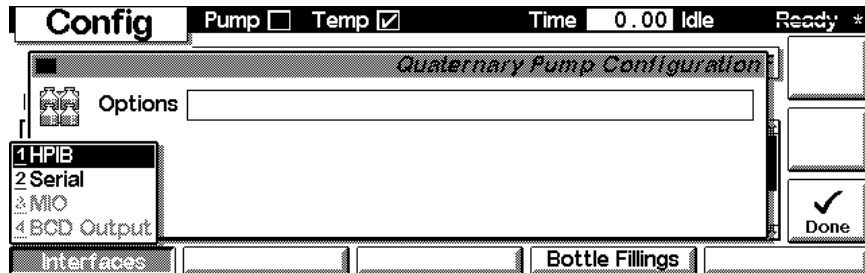 Config Pump Temp Time 0.00 Idle Ready *
Quaternary Pump Configuration
Options
1 HPIB
2 Serial
3 MIO
4 BCD Output
Done
Interfaces Bottle Fillings